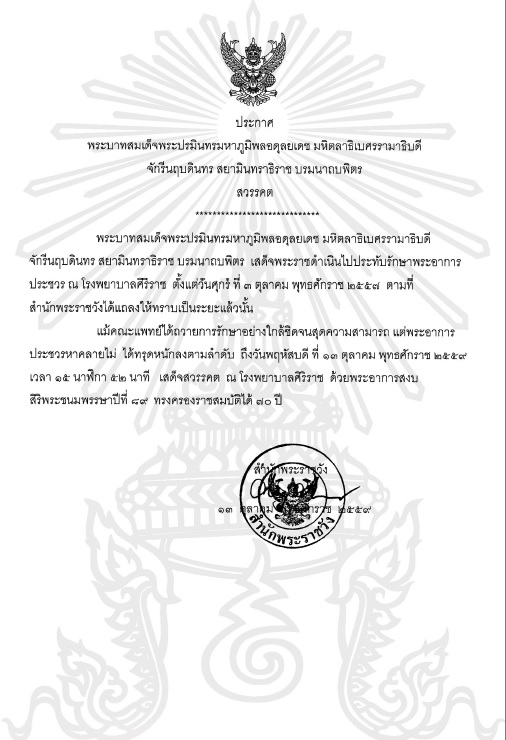 ประกาศ
พระบาทสมเด็จพระปรมินทรมหาภูมิพลอดุลยเดช มหิตลาธิเบศรรามาธิบดี
จักรีนฤบดินทร สยามินทราธิราช บรมนาถบพิตร
สวรรคต
*****************************
พระบาทสมเด็จพระปรมินทรมหาภูมิพลอดุลยเดช มหิตลาธิเบศรรามาธิบดี
จักรีนฤบดินทร สยามินทราธิราช บรมนาถบพิตร เสด็จพระราชดำเนินไปประทับรักษาพระอาการ
ประชวร ณ โรงพยาบาลศิริราช ตั้งแต่วันศุกร์ ที่ ๓ ตุลาคม พุทธศักราช ๒๕๕๗ ตามที่
สำนักพระราชวังได้แถลงให้ทราบเป็นระยะแล้วนั้น
แม้คณะแพทย์ได้ถวายการรักษาอย่างใกล้ชิดจนสุดความสามารถ แต่พระอาการ
ประชวรหาคลายไม่ ได้ทรุดหนักลงตามลำดับ ถึงวันพฤหัสบดี ที่ ๑๓ ตุลาคม พุทธศักราช ๒๕๕๙
เวลา ๑๕ นาฬิกา ๕๒ นาที เสด็จสวรรคต ณ โรงพยาบาลศิริราช ด้วยพระอาการสงบ
สิริพระชนมพรรษาปีที่ ๘๙ ทรงครองราชสมบัติได้ ๗๐ ปี
สำนักพระราชวัง
๑๓ ตุลาคม พุทธศักราช ๒๕๕๙
สำนักพระราชวัง